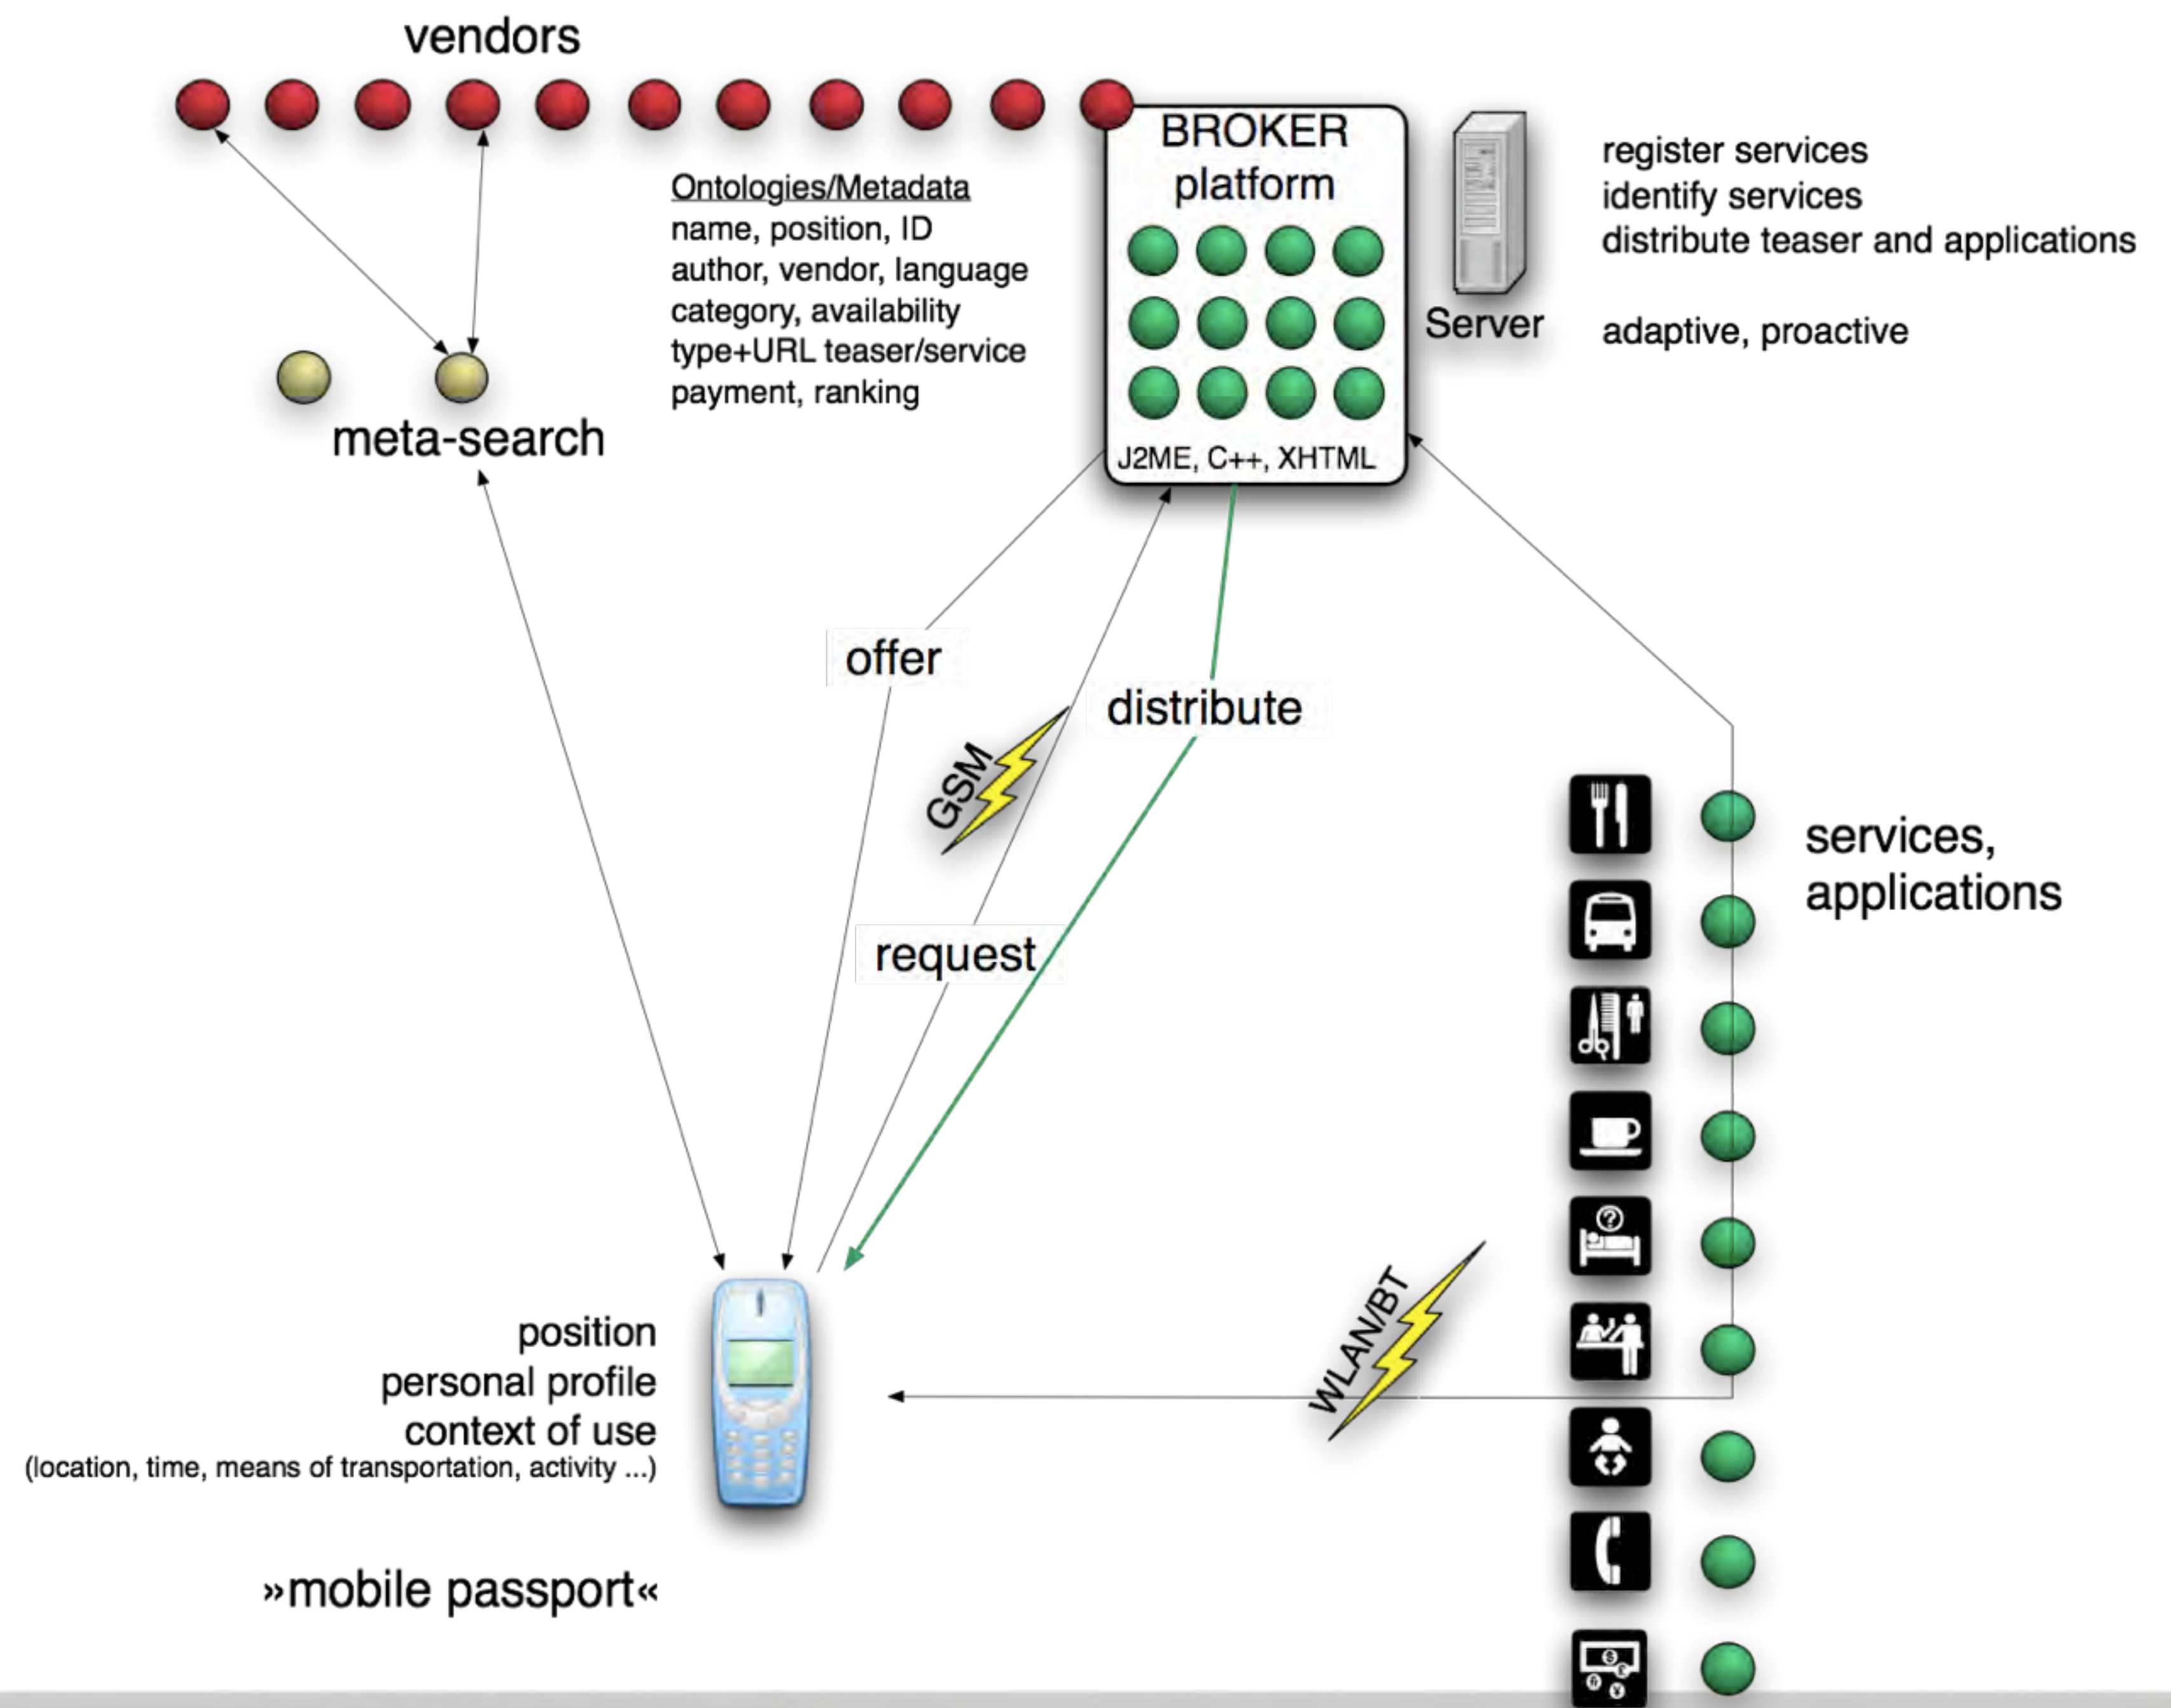 vendors
BROKER
platform
J2ME, C++, XHTML
Server
register services
identify services
distribute teaser and applications
adaptive, proactive
Ontologies/Metadata
name, position, ID
author, vendor, language
category, availability
type+URL teaser/service
payment, ranking
meta-search
offer
distribute
GSM
request
services,
applications
?
WLAN/BT
position
personal profile
context of use
(location, time, means of transportation, activity ...)
»mobile passport«